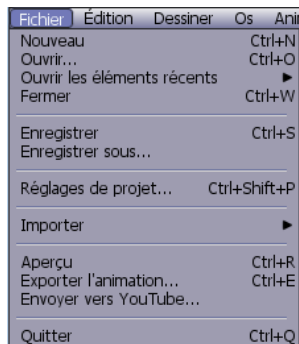 Fichier Édition Dessiner Os Ani
Nouveau Ctrl+N
Ouvrir... Ctrl+O
Ouvrir les éléments récents
Fermer Ctrl+W
Enregistrer Ctrl+S
Enregistrer sous...
Réglages de projet... Ctrl+Shift+P
Importer
Aperçu Ctrl+R
Exporter l'animation... Ctrl+E
Envoyer vers YouTube...
Quitter Ctrl+Q